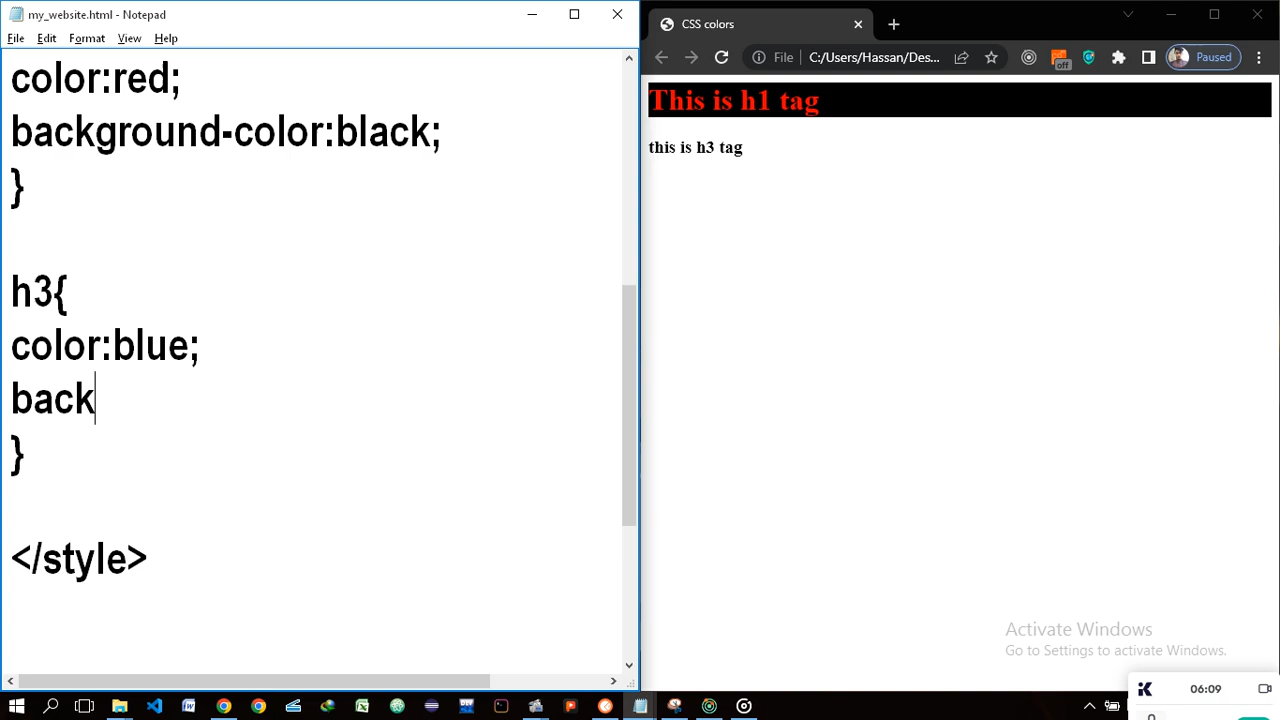 my_website.html - Notepad
File Edit Format View Help
color:red;
background-color:black;
}
h3{
color:blue;
back
}
</style>
CSS colors
File C:/Users/Hassan/Des... off Paused
This is h1 tag
this is h3 tag
Activate Windows
Go to Settings to activate Windows.
06:09